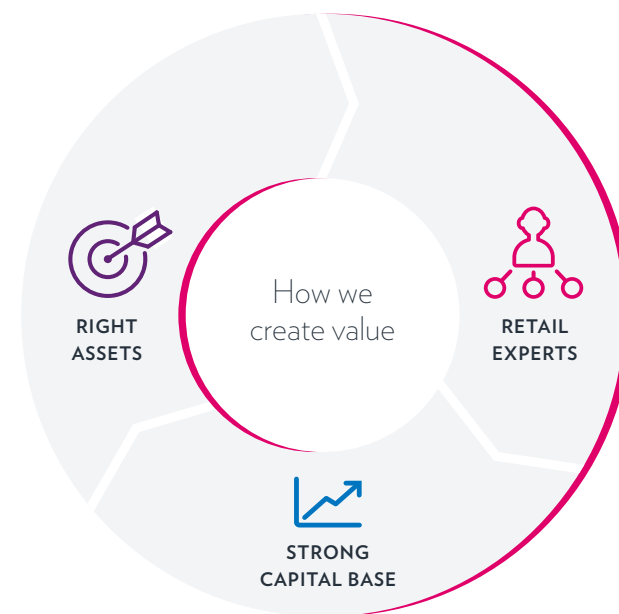 How we
create value
RIGHT
ASSETS
RETAIL
EXPERTS
STRONG
CAPITAL BASE